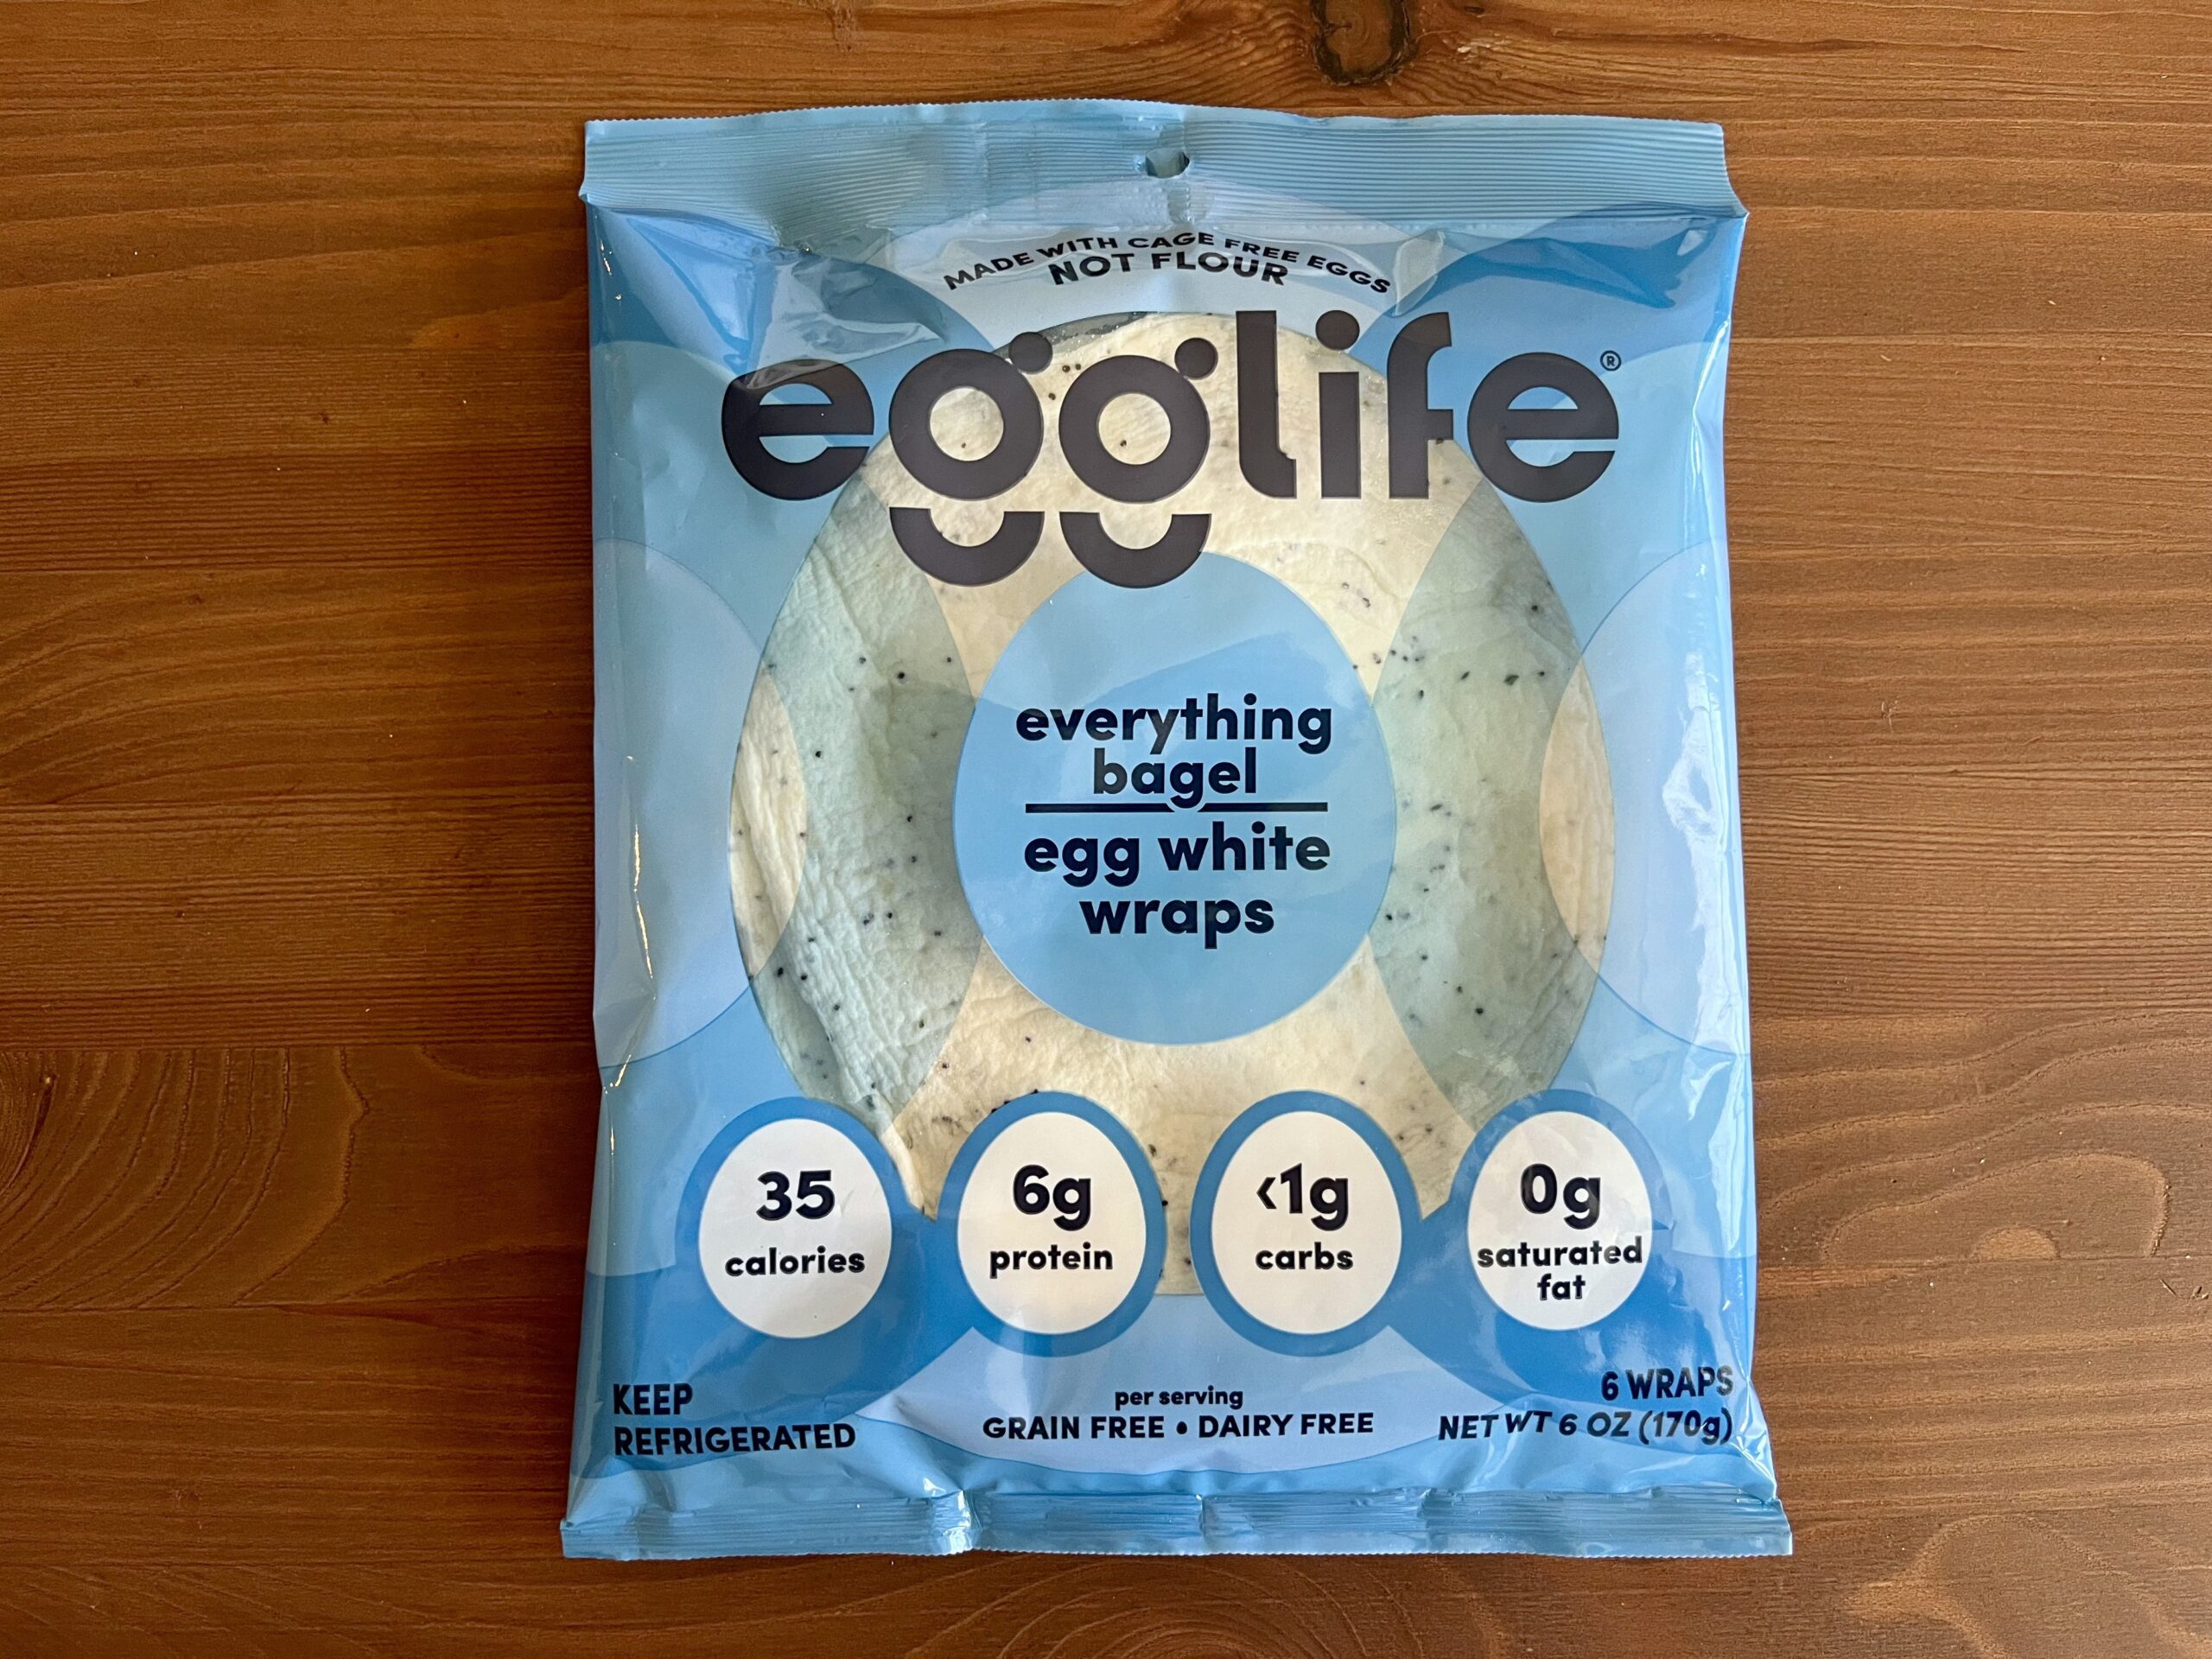 MADE WITH CAGE FREE EGGS
NOT FLOUR
egglife®
everything
bagel
egg white
wraps
35
calories
6g
protein
<1g
carbs
0g
saturated
fat
KEEP
REFRIGERATED
per serving
GRAIN FREE • DAIRY FREE
6 WRAPS
NET WT 6 OZ (170g)